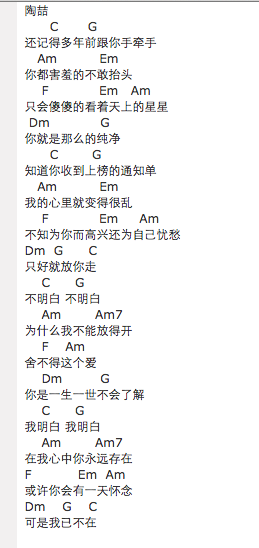 陶喆
C G
还记得多年前跟你手牵手
Am Em
你都害羞的不敢抬头
F Em Am
只会傻傻的看着天上的星星
Dm G
你就是那么的纯净
C G
知道你收到上榜的通知单
Am Em
我的心里就变得很乱
F Em Am
不知为你而高兴还为自己忧愁
Dm G C
只好就放你走
C G
不明白 不明白
Am Am7
为什么我不能放得开
F Am
舍不得这个爱
Dm G
你是一生一世不会了解
C G
我明白 我明白
Am Am7
在我心中你永远存在
F Em Am
或许你会有一天怀念
Dm G C
可是我已不在